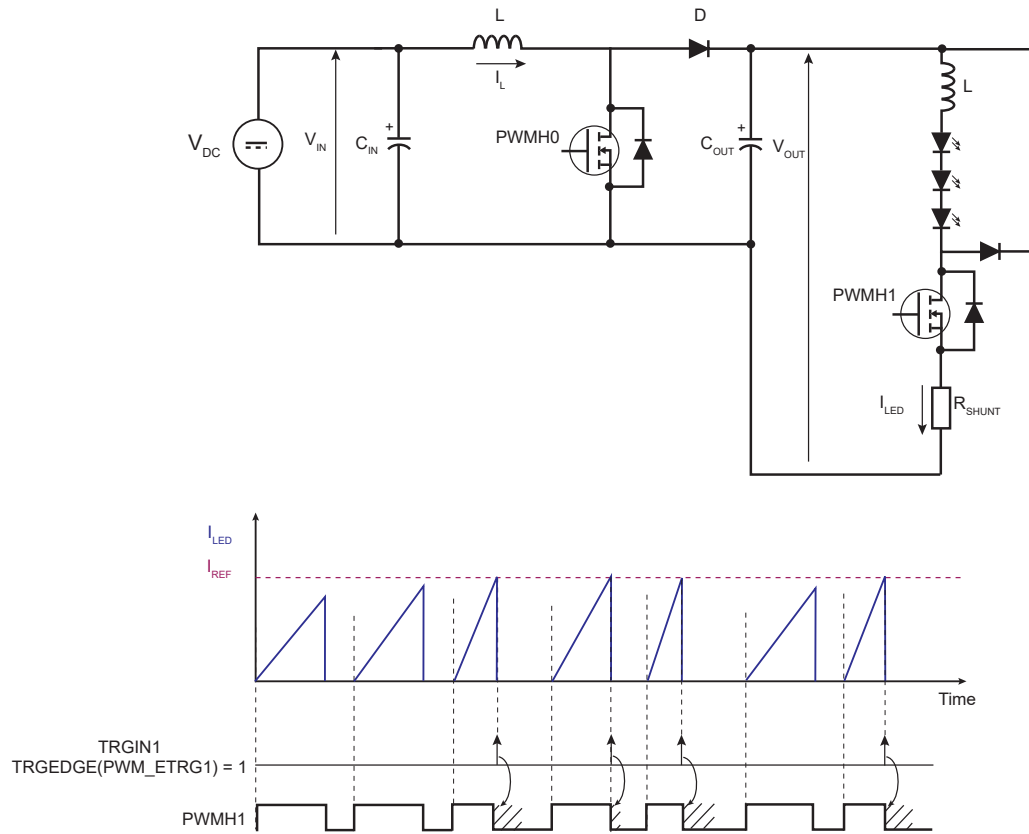 L
D
I_L
L
V_DC
V_IN
C_IN
+
PWMH0
C_OUT
+
V_OUT
PWMH1
I_LED
R_SHUNT
I_LED
I_REF
Time
TRGIN1
TRGEDGE(PWM_ETRG1) = 1
PWMH1